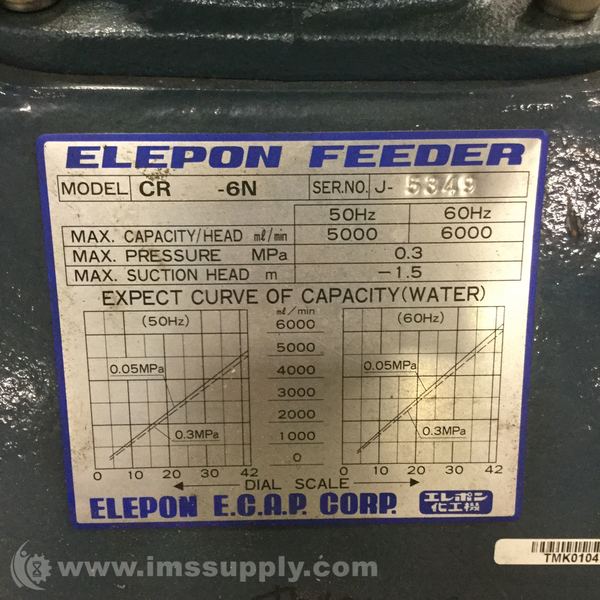 ELEPON FEEDER
MODEL CR -6N SER.NO. J- 5349
50Hz 60Hz
MAX. CAPACITY/HEAD mℓ/min 5000 6000
MAX. PRESSURE MPa 0.3
MAX. SUCTION HEAD m -1.5
EXPECT CURVE OF CAPACITY(WATER)
(50Hz) mℓ/min (60Hz)
6000
5000
0.05MPa 4000 0.05MPa
3000
2000
0.3MPa 1000 0.3MPa
0
0 10 20 30 42 0 10 20 30 42
DIAL SCALE
ELEPON E.C.A.P. CORP. エレポン
化工機
TMK0104
© www.imssupply.com